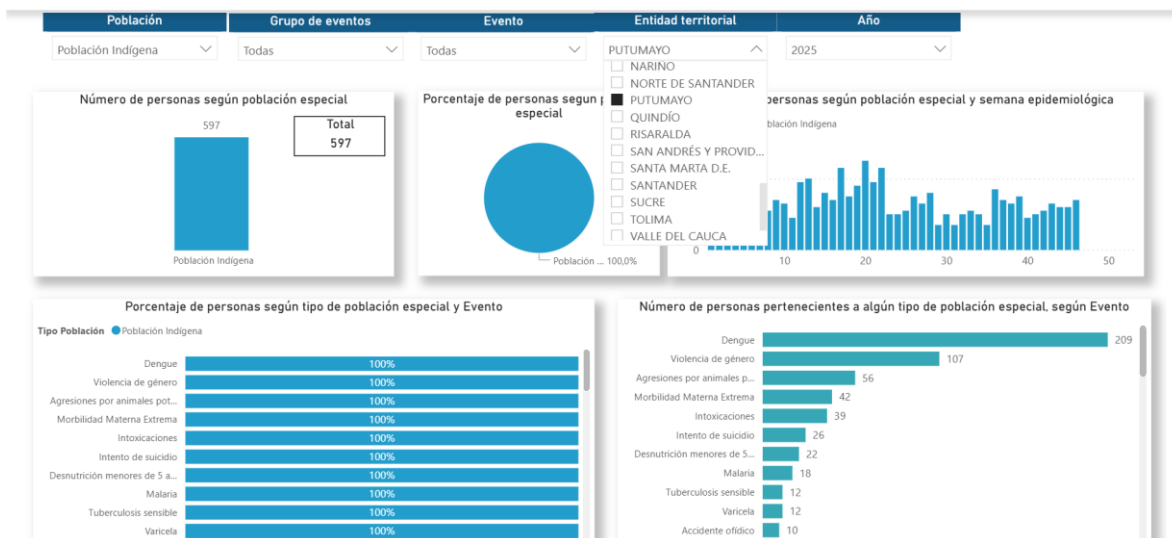 Población Grupo de eventos Evento Entidad territorial Año
Población Indígena Todas Todas PUTUMAYO 2025
NARIÑO
NORTE DE SANTANDER
PUTUMAYO
QUINDÍO
RISARALDA
SAN ANDRÉS Y PROVID...
SANTA MARTA D.E.
SANTANDER
SUCRE
TOLIMA
VALLE DEL CAUCA
Número de personas según población especial
597
Total
597
Población Indígena
Porcentaje de personas segun p
especial
Población ... 100,0%
personas según población especial y semana epidemiológica
blación Indígena
0
10 20 30 40 50
Porcentaje de personas según tipo de población especial y Evento
Tipo Población Población Indígena
Dengue 100%
Violencia de género 100%
Agresiones por animales pot... 100%
Morbilidad Materna Extrema 100%
Intoxicaciones 100%
Intento de suicidio 100%
Desnutrición menores de 5 a... 100%
Malaria 100%
Tuberculosis sensible 100%
Varicela 100%
Número de personas pertenecientes a algún tipo de población especial, según Evento
Dengue 209
Violencia de género 107
Agresiones por animales p... 56
Morbilidad Materna Extrema 42
Intoxicaciones 39
Intento de suicidio 26
Desnutrición menores de 5... 22
Malaria 18
Tuberculosis sensible 12
Varicela 12
Accidente ofídico 10